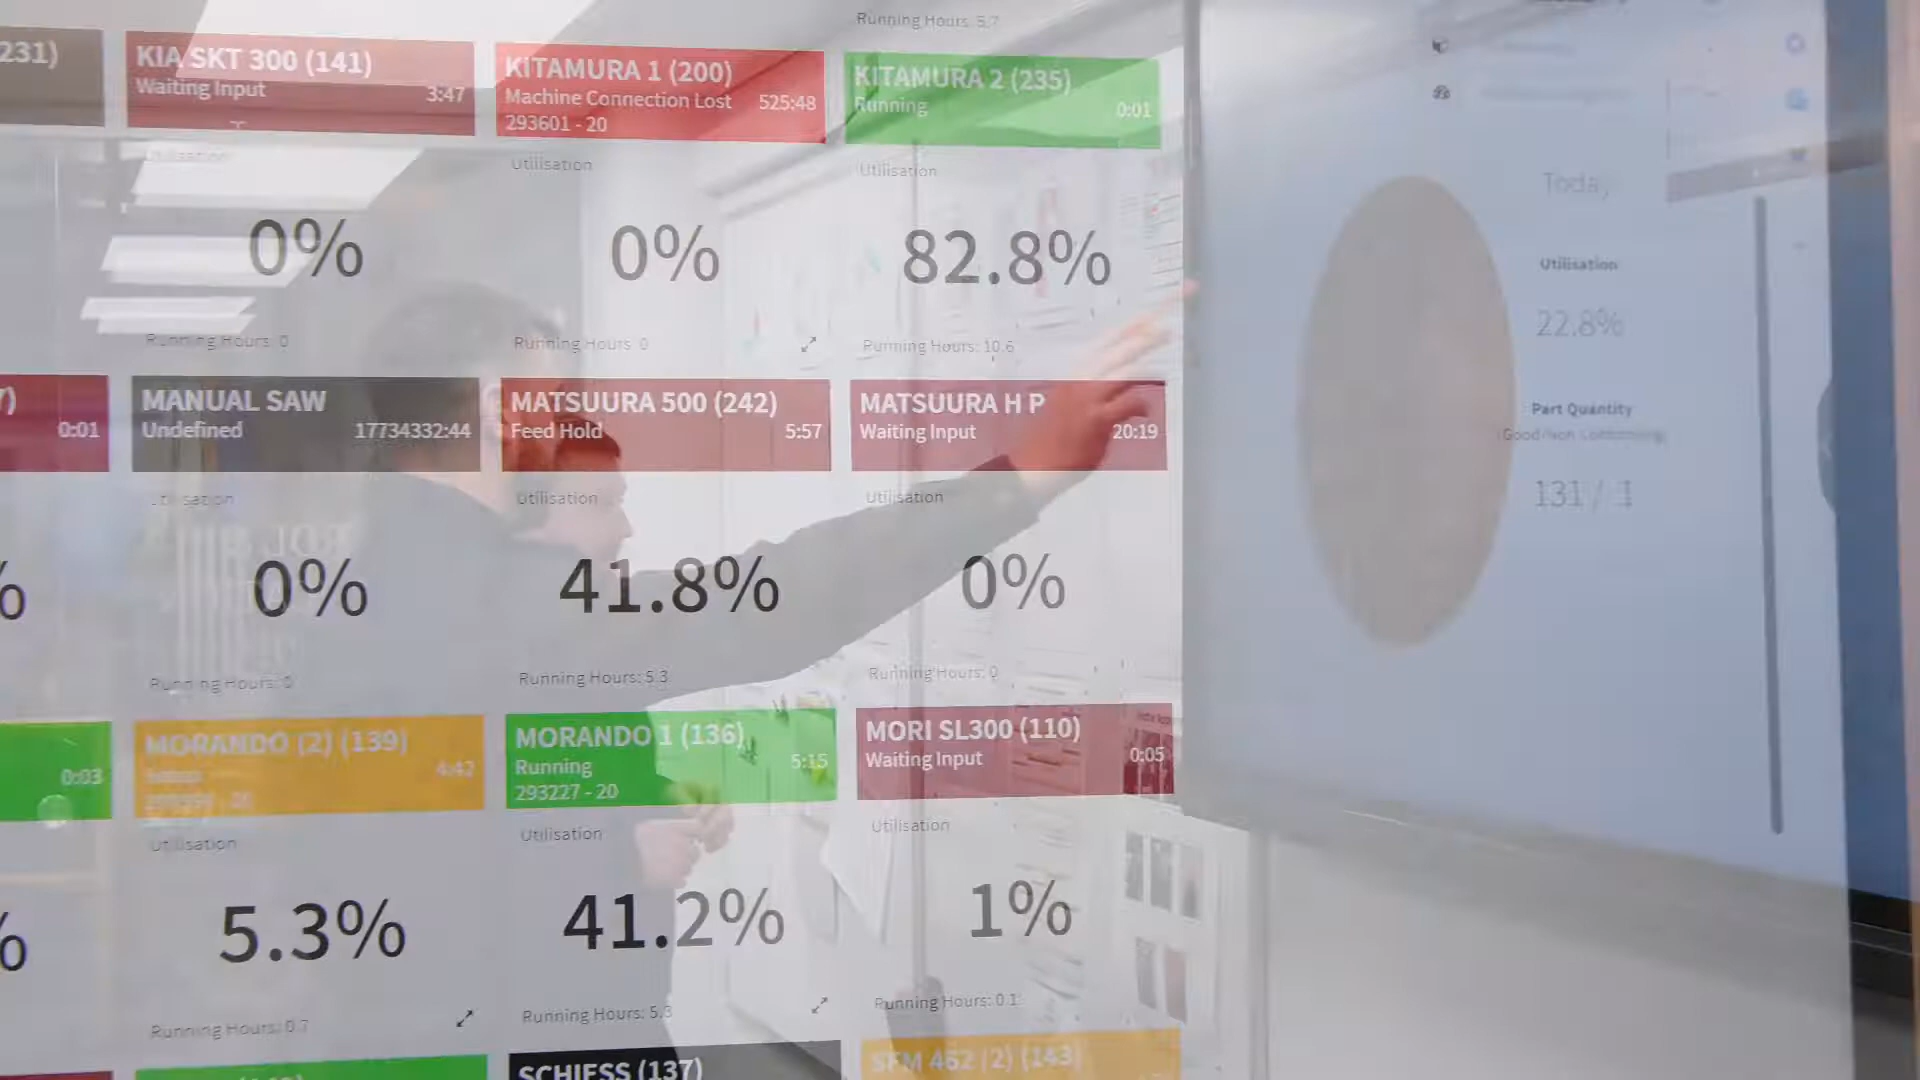 Running Hours: 5.7
231)
KIA SKT 300 (141)
Waiting Input 3:47
KITAMURA 1 (200)
Machine Connection Lost 525:48
293601 - 20
KITAMURA 2 (235)
Running 0:01
Utilisation
Utilisation
Utilisation
0%
0%
82.8%
Running Hours: 0
Running Hours: 0
Running Hours: 10.6
7)
0:01
MANUAL SAW
Undefined 17734332:44
MATSUURA 500 (242)
Feed Hold 5:57
MATSUURA H P
Waiting Input 20:19
Utilisation
Utilisation
Utilisation
%
0%
41.8%
0%
Running Hours: 0
Running Hours: 5.3
Running Hours: 0
0:03
MORANDO (2) (139)
4:42
MORANDO 1 (136)
Running 5:15
293227 - 20
MORI SL300 (110)
Waiting Input 0:05
Utilisation
Utilisation
Utilisation
%
5.3%
41.2%
1%
Running Hours: 0.7
Running Hours: 5.3
Running Hours: 0.1
SCHIESS (137)
SFM 462 (2) (143)
Today
Utilisation
22.8%
Part Quantity
131 / 1